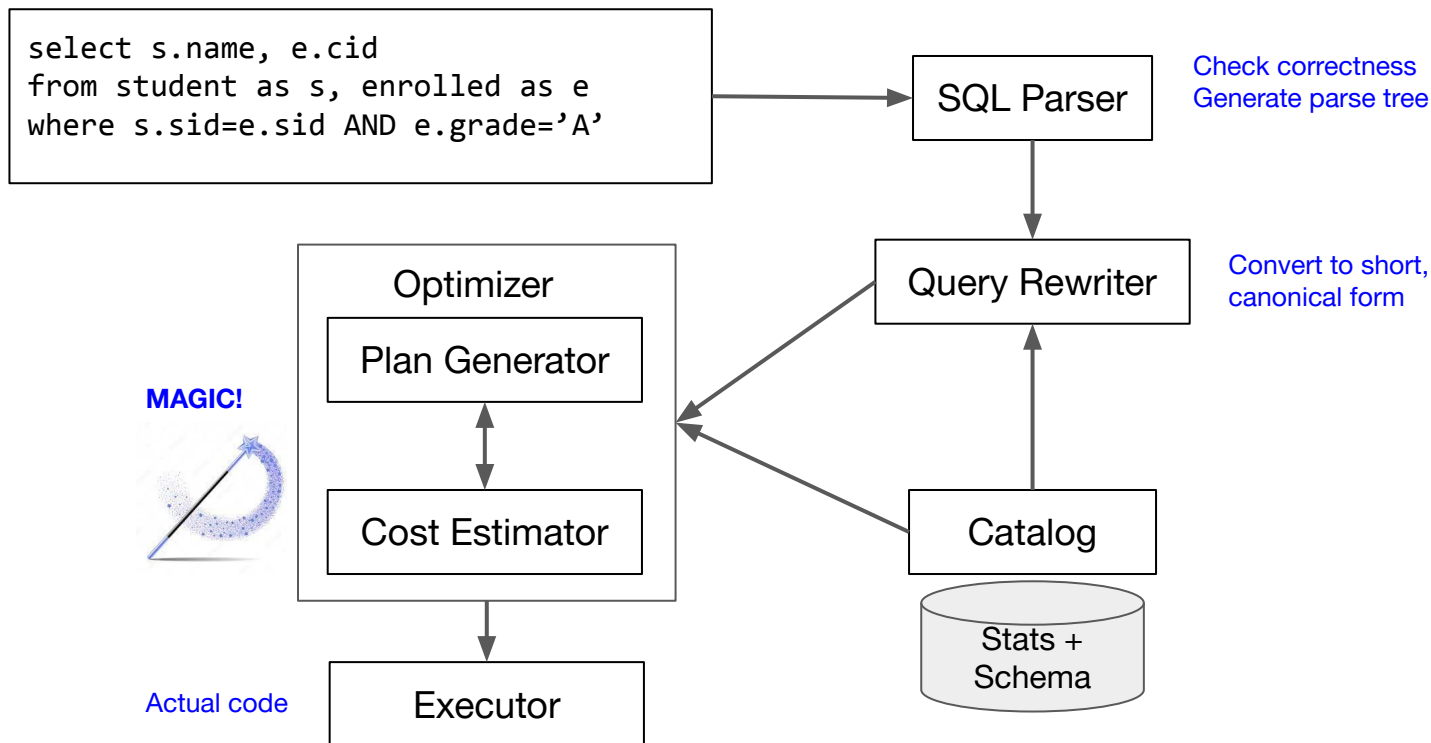 select s.name, e.cid
from student as s, enrolled as e
where s.sid=e.sid AND e.grade=’A’
SQL Parser
Check correctness
Generate parse tree
Query Rewriter
Convert to short,
canonical form
Optimizer
Plan Generator
MAGIC!
Cost Estimator
Catalog
Stats +
Schema
Actual code
Executor